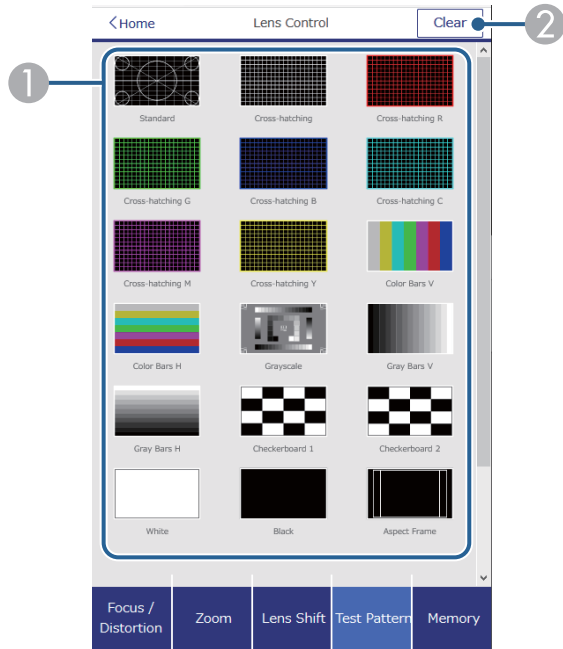 <Home Lens Control Clear
1
2
Standard Cross-hatching Cross-hatching R
Cross-hatching G Cross-hatching B Cross-hatching C
Cross-hatching M Cross-hatching Y Color Bars V
Color Bars H Grayscale Gray Bars V
Gray Bars H Checkerboard 1 Checkerboard 2
White Black Aspect Frame
Focus /
Distortion
Zoom
Lens Shift
Test Pattern
Memory